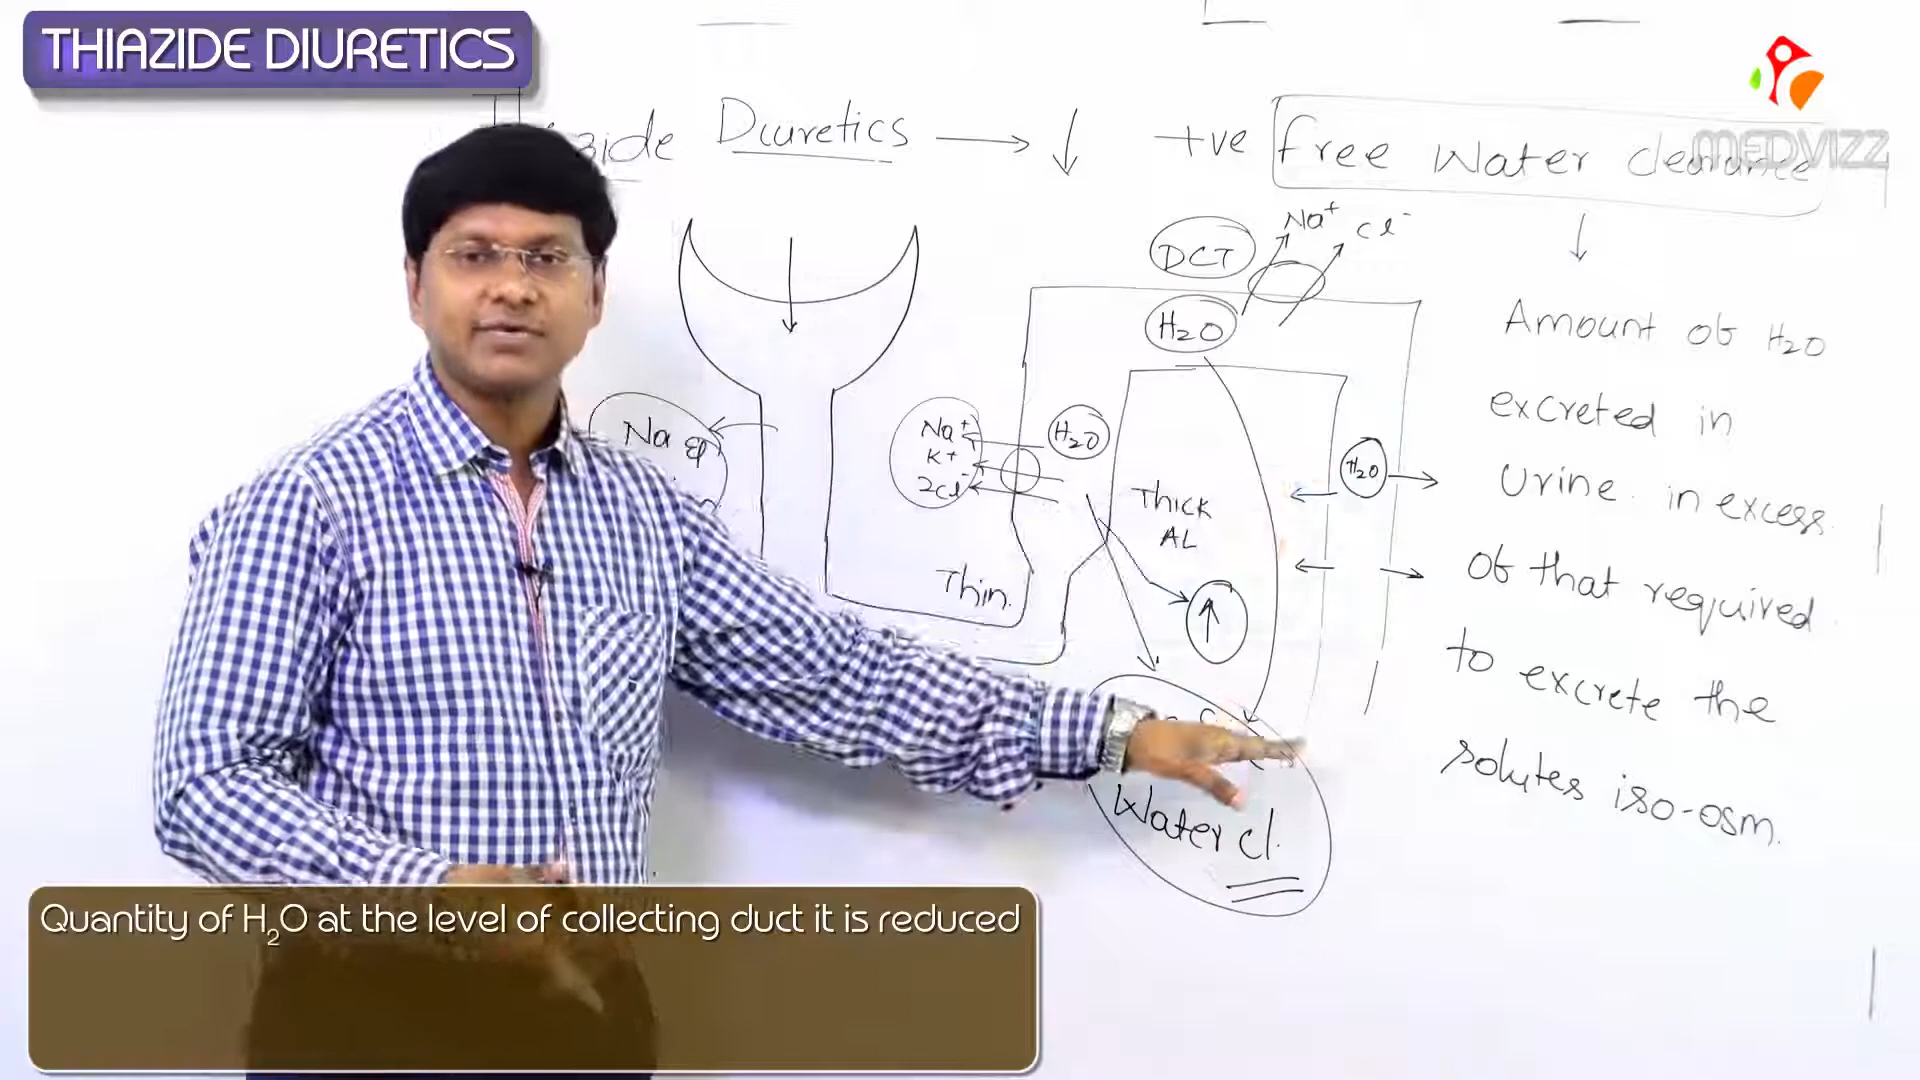 THIAZIDE DIURETICS
MEDVIZZ
Diuretics → ↓ +ve free water clearance
Na+ Cl-
DCT
H2O
Amount of H2O
excreted in
Urine in excess
of that required
to excrete the
solutes iso-osm.
Na
Na+
K+
2Cl-
H2O
H2O
Thick
AL
Thin
↑
Water cl.
Quantity of H2O at the level of collecting duct it is reduced